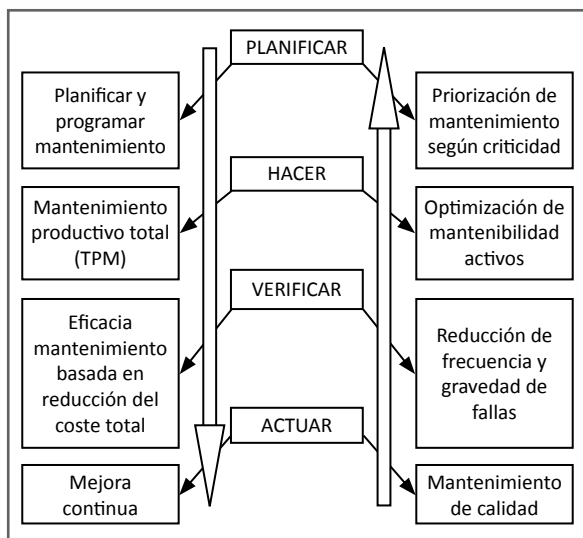 PLANIFICAR
Planificar y
programar
mantenimiento
Priorización de
mantenimiento
según criticidad
HACER
Mantenimiento
productivo total
(TPM)
Optimización de
mantenibilidad
activos
VERIFICAR
Eficacia
mantenimiento
basada en
reducción del
coste total
Reducción de
frecuencia y
gravedad de
fallas
ACTUAR
Mejora
continua
Mantenimiento
de calidad